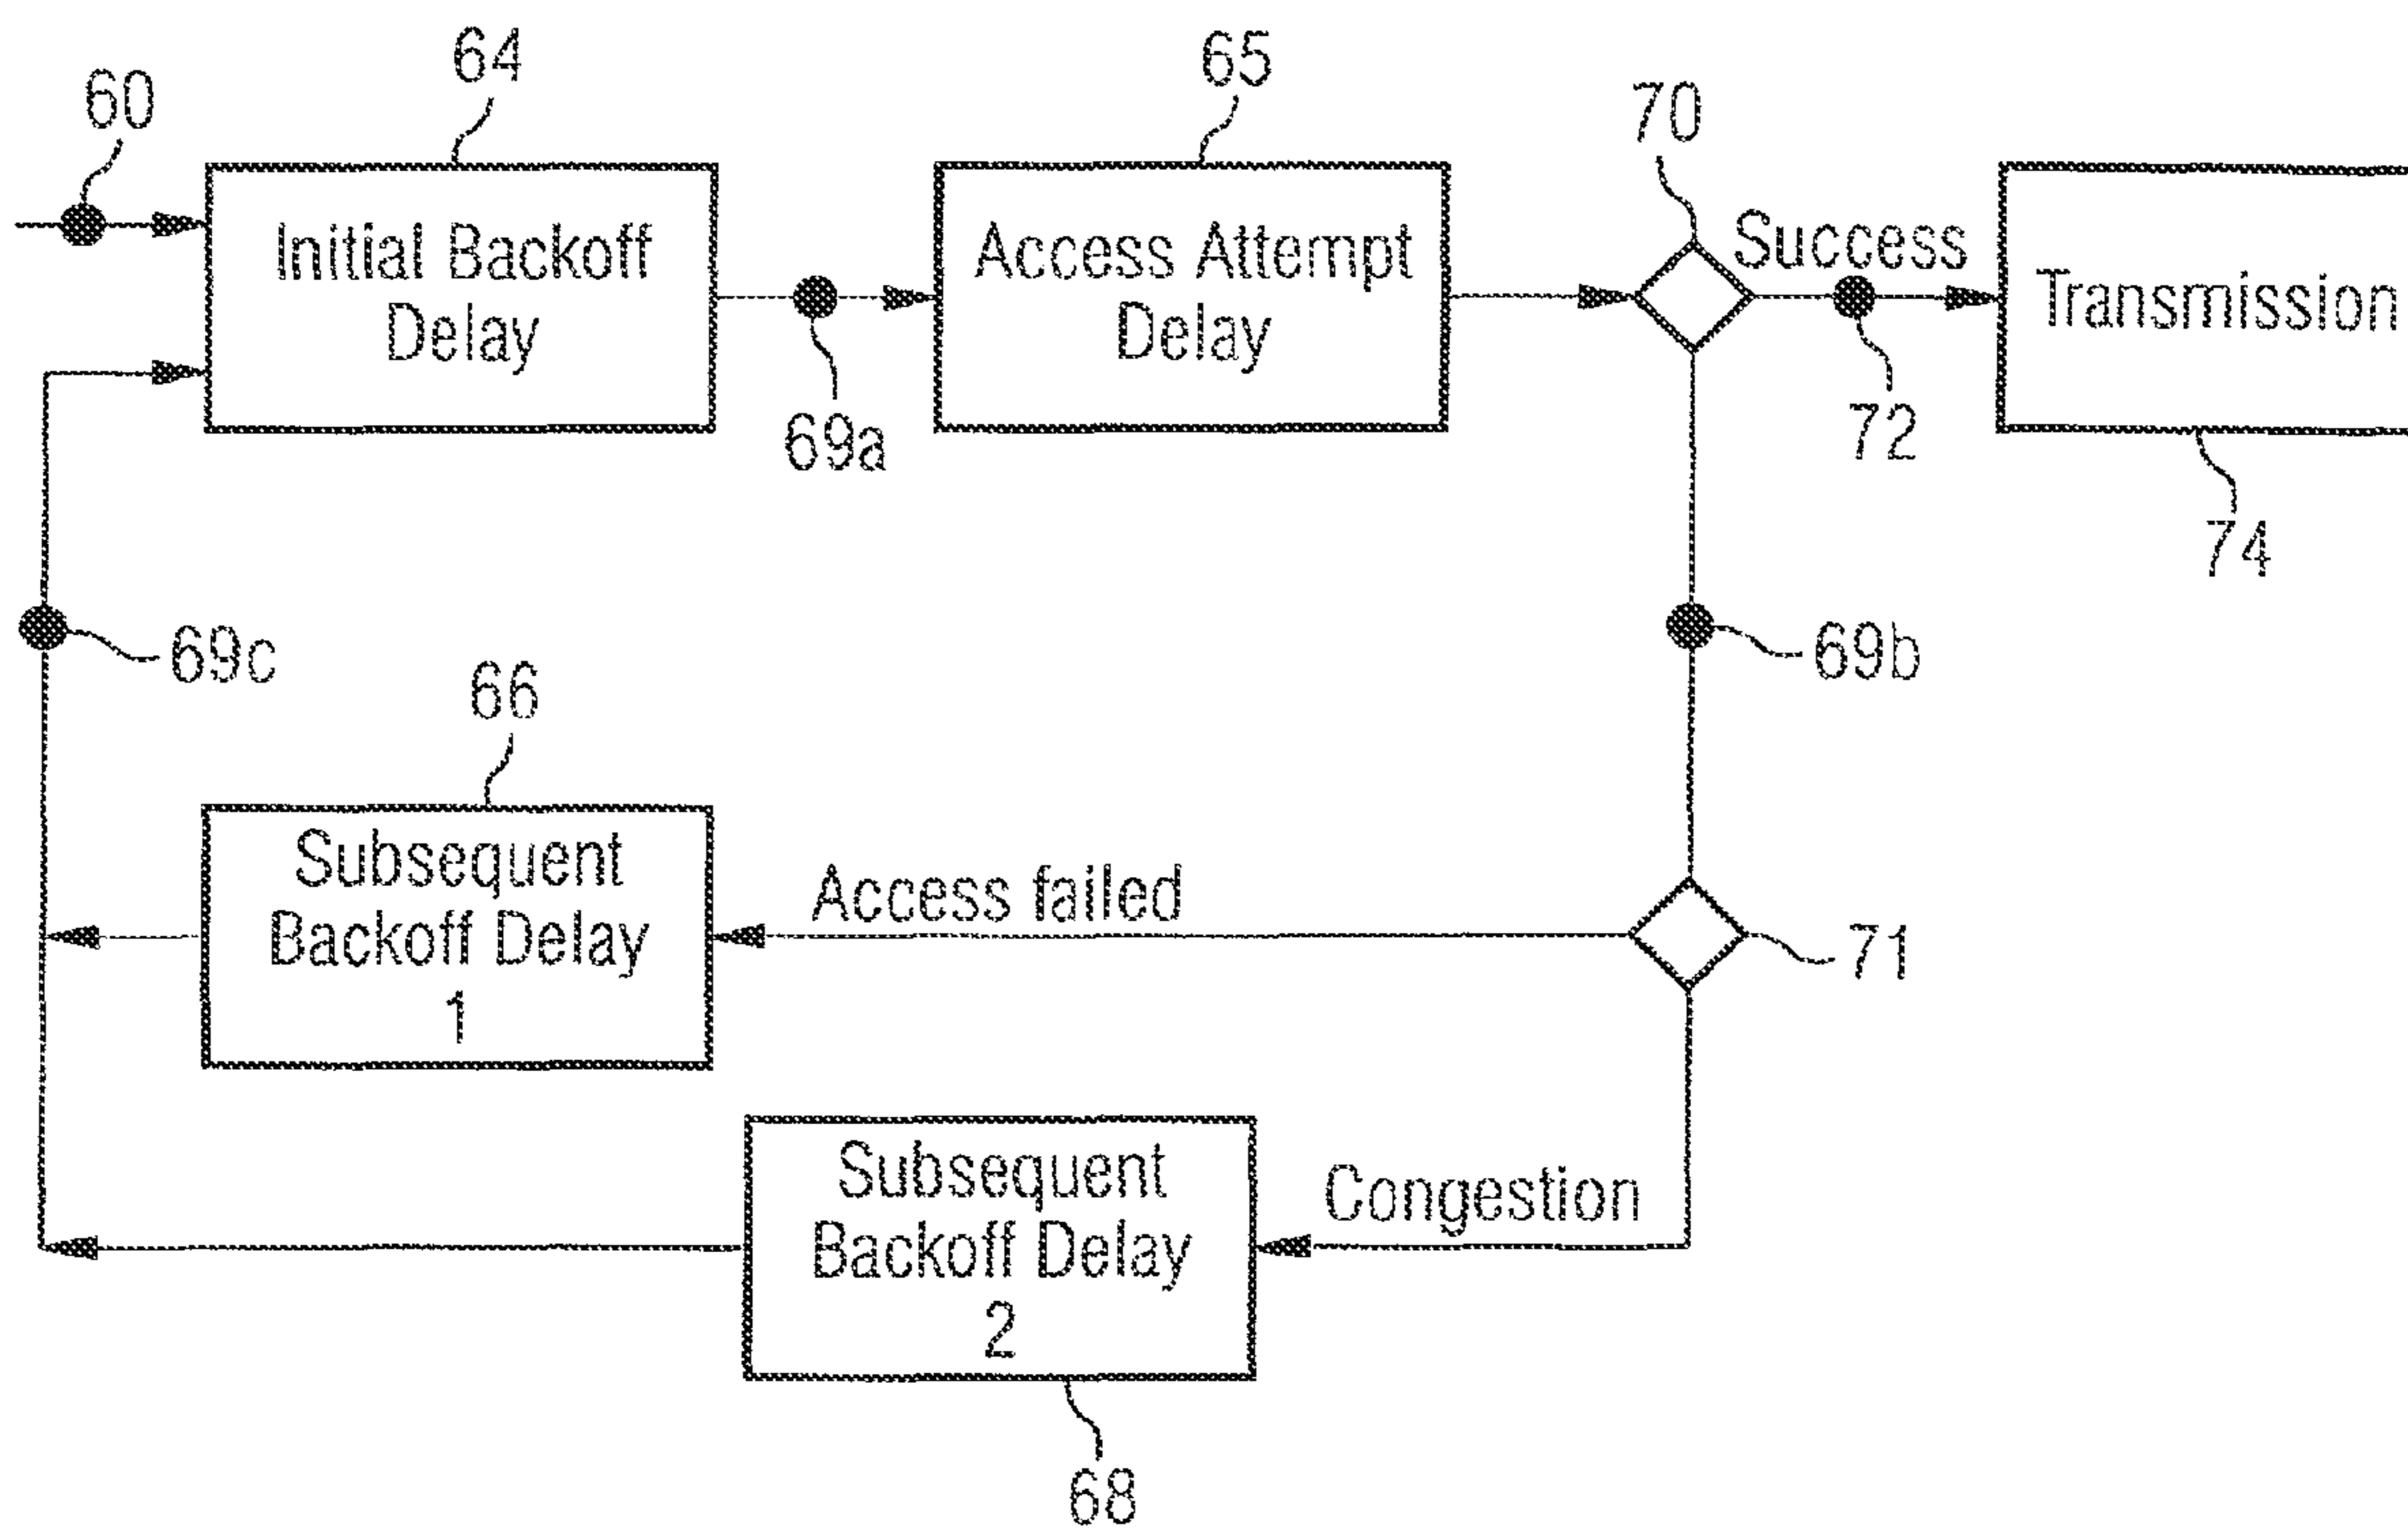 60
64
65
70
Initial Backoff
Delay
69a
Access Attempt
Delay
Success
72
Transmission
74
69c
69b
66
Subsequent
Backoff Delay
1
Access failed
71
Subsequent
Backoff Delay
2
Congestion
68